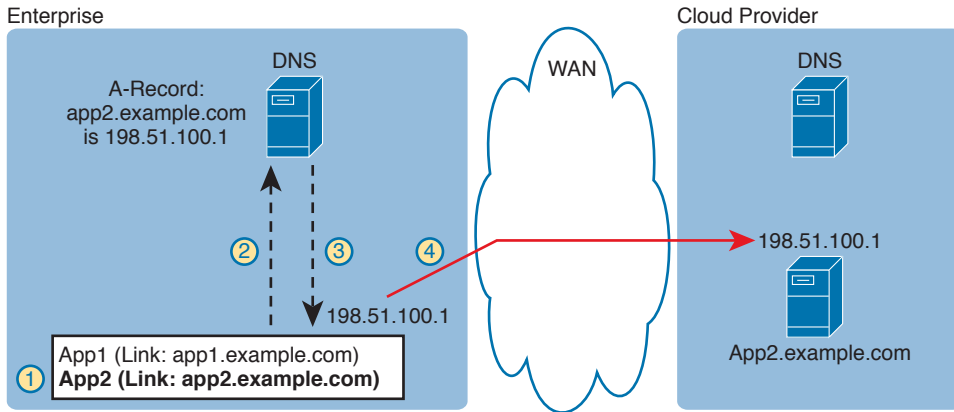 Enterprise
Cloud Provider
DNS
WAN
DNS
A-Record:
app2.example.com
is 198.51.100.1
2
3
4
198.51.100.1
198.51.100.1
App1 (Link: app1.example.com)
1
App2 (Link: app2.example.com)
App2.example.com